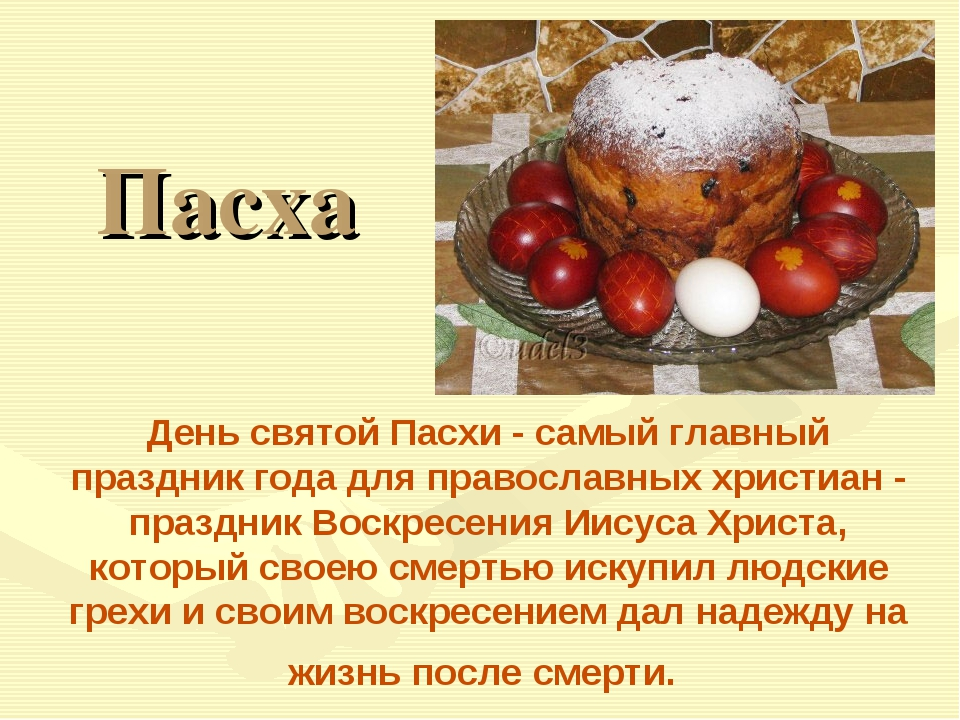 Пасха
©udel3
День святой Пасхи - самый главный
праздник года для православных христиан -
праздник Воскресения Иисуса Христа,
который своею смертью искупил людские
грехи и своим воскресением дал надежду на
жизнь после смерти.